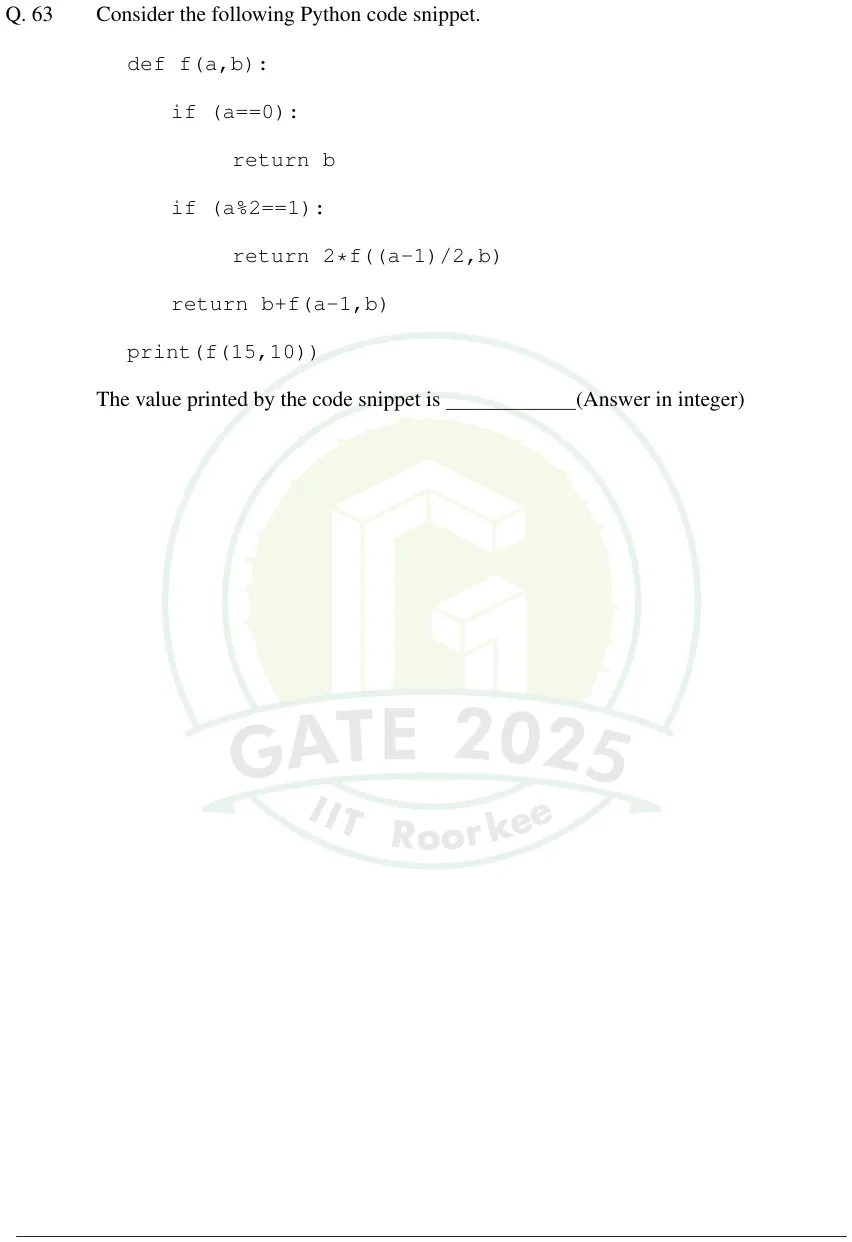 Q. 63 Consider the following Python code snippet.
def f(a,b):
if (a==0):
return b
if (a%2==1):
return 2*f((a-1)/2,b)
return b+f(a-1,b)
print(f(15,10))
The value printed by the code snippet is ____________(Answer in integer)
GATE 2025
IIT Roorkee